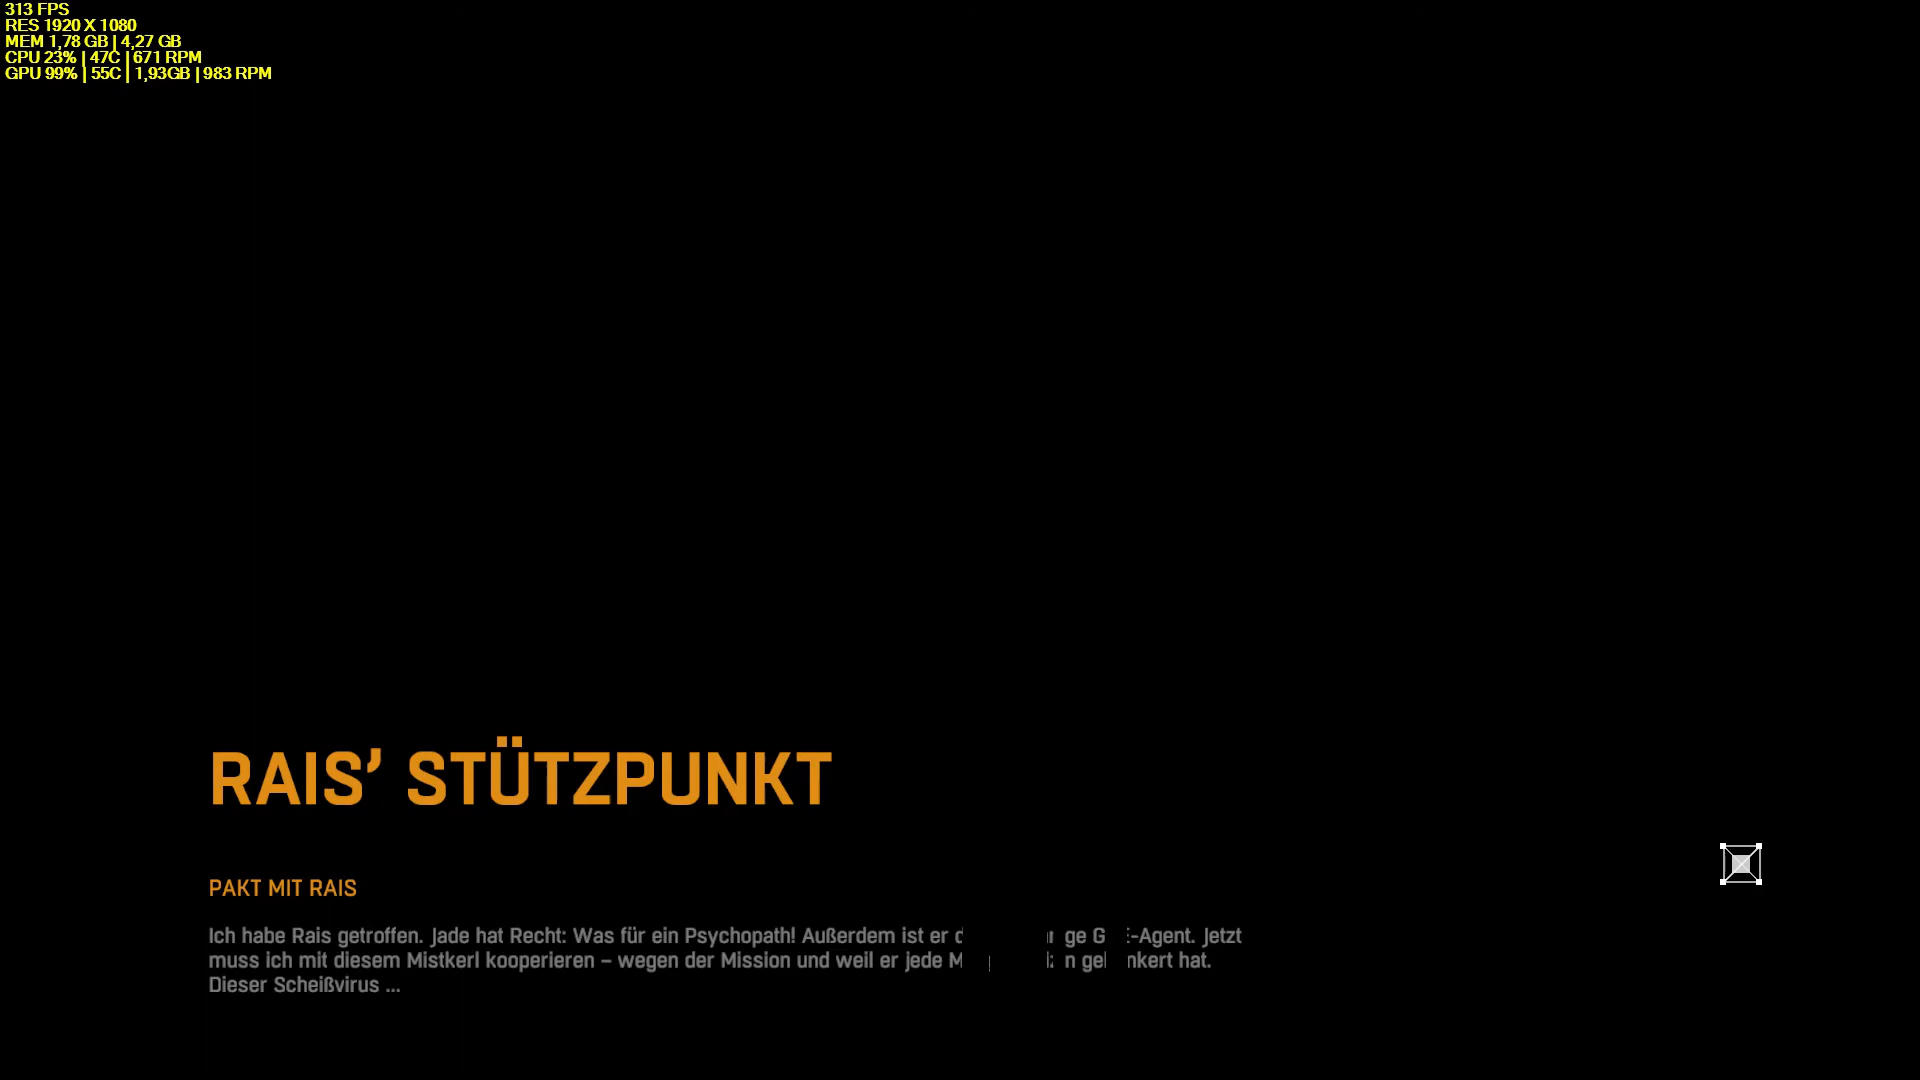 313 FPS
RES 1920 X 1080
MEM 1,78 GB | 4,27 GB
CPU 23% | 47C | 671 RPM
GPU 99% | 55C | 1,93GB | 983 RPM
RAIS’ STÜTZPUNKT
PAKT MIT RAIS
Ich habe Rais getroffen. Jade hat Recht: Was für ein Psychopath! Außerdem ist er Jetzt
muss ich mit diesem Mistkerl kooperieren – wegen der Mission und weil er jede hat.
Dieser Scheißvirus ...